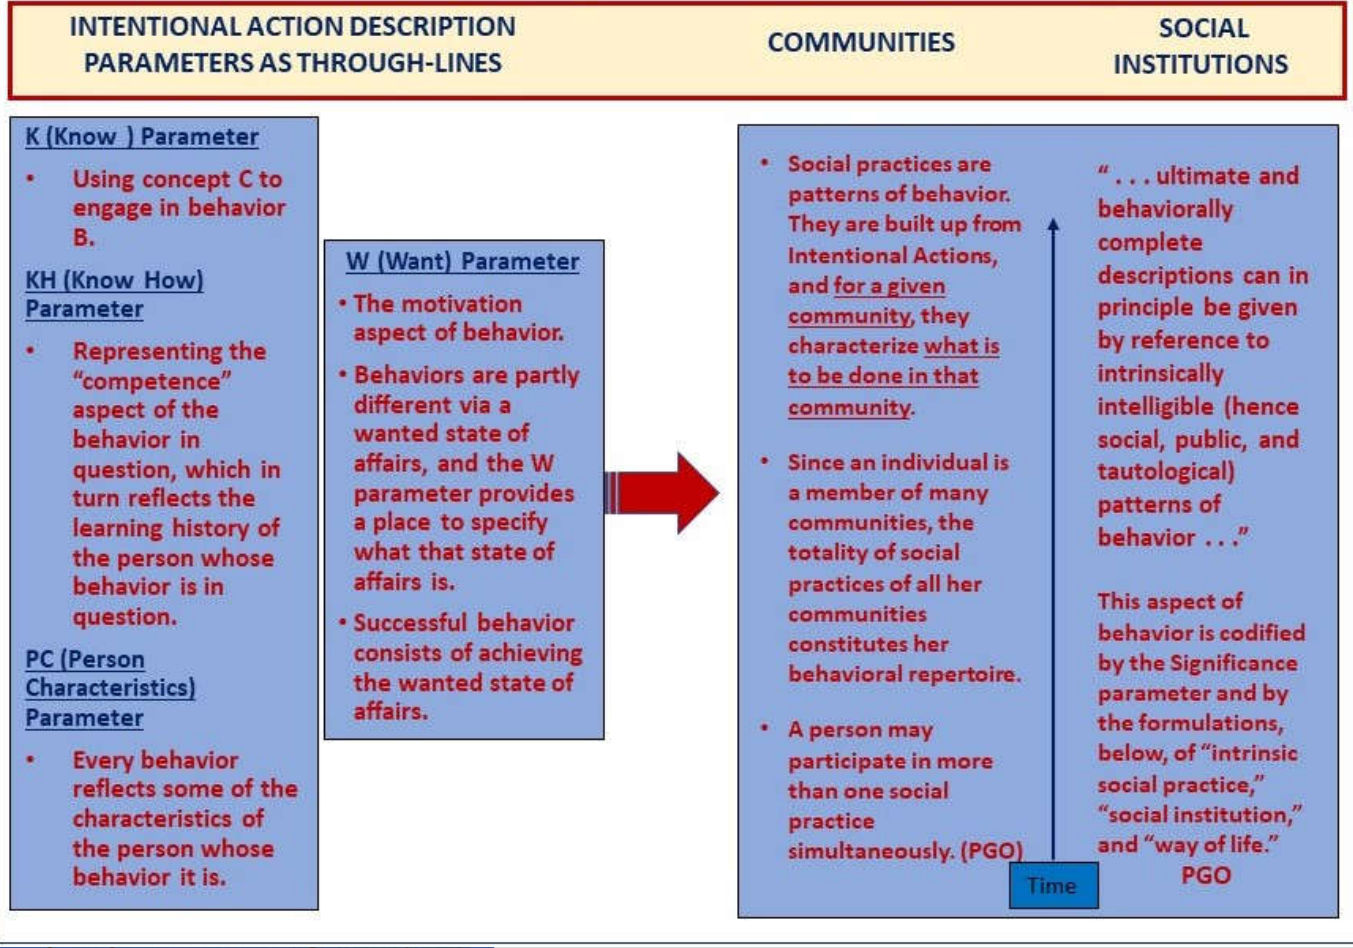 INTENTIONAL ACTION DESCRIPTION
PARAMETERS AS THROUGH-LINES
COMMUNITIES
SOCIAL
INSTITUTIONS
K (Know ) Parameter
• Using concept C to
engage in behavior
B.
KH (Know How)
Parameter
• Representing the
“competence”
aspect of the
behavior in
question, which in
turn reflects the
learning history of
the person whose
behavior is in
question.
PC (Person
Characteristics)
Parameter
• Every behavior
reflects some of the
characteristics of
the person whose
behavior it is.
W (Want) Parameter
• The motivation
aspect of behavior.
• Behaviors are partly
different via a
wanted state of
affairs, and the W
parameter provides
a place to specify
what that state of
affairs is.
• Successful behavior
consists of achieving
the wanted state of
affairs.
• Social practices are
patterns of behavior.
They are built up from
Intentional Actions,
and for a given
community, they
characterize what is
to be done in that
community.
• Since an individual is
a member of many
communities, the
totality of social
practices of all her
communities
constitutes her
behavioral repertoire.
• A person may
participate in more
than one social
practice
simultaneously. (PGO)
Time
“ . . . ultimate and
behaviorally
complete
descriptions can in
principle be given
by reference to
intrinsically
intelligible (hence
social, public, and
tautological)
patterns of
behavior . . .”
This aspect of
behavior is codified
by the Significance
parameter and by
the formulations,
below, of “intrinsic
social practice,”
“social institution,”
and “way of life.”
PGO